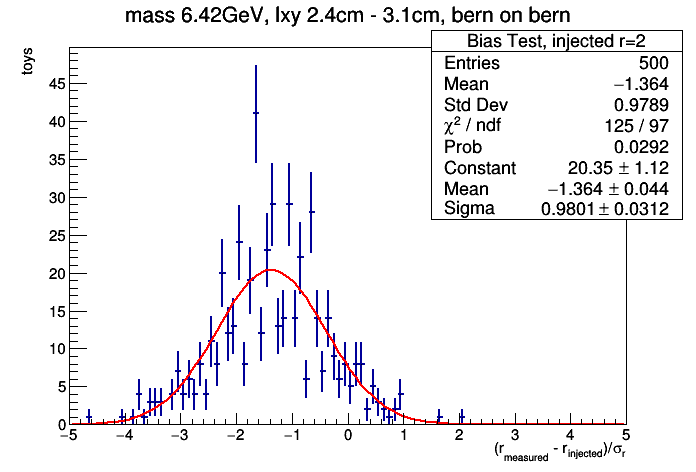 mass 6.42GeV, lxy 2.4cm - 3.1cm, bern on bern
toys
Bias Test, injected r=2
Entries 500
Mean −1.364
Std Dev 0.9789
χ² / ndf 125 / 97
Prob 0.0292
Constant 20.35 ± 1.12
Mean −1.364 ± 0.044
Sigma 0.9801 ± 0.0312
45
40
35
30
25
20
15
10
5
0
−5 −4 −3 −2 −1 0 1 2 3 4 5
(r_measured - r_injected)/σ_r